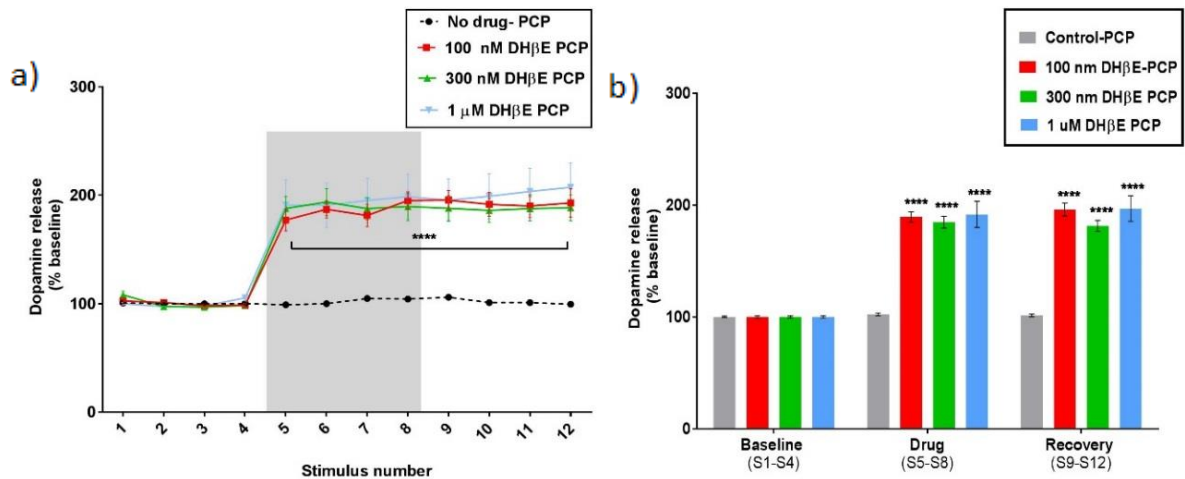 a)
No drug- PCP
100 nM DHβE PCP
300 nM DHβE PCP
1 μM DHβE PCP
Dopamine release
(% baseline)
300
200
100
0
****
1 2 3 4 5 6 7 8 9 10 11 12
Stimulus number
b)
Control-PCP
100 nm DHβE-PCP
300 nm DHβE PCP
1 uM DHβE PCP
Dopamine release
(% baseline)
300
200
100
0
**** **** ****
**** **** ****
Baseline
(S1-S4)
Drug
(S5-S8)
Recovery
(S9-S12)